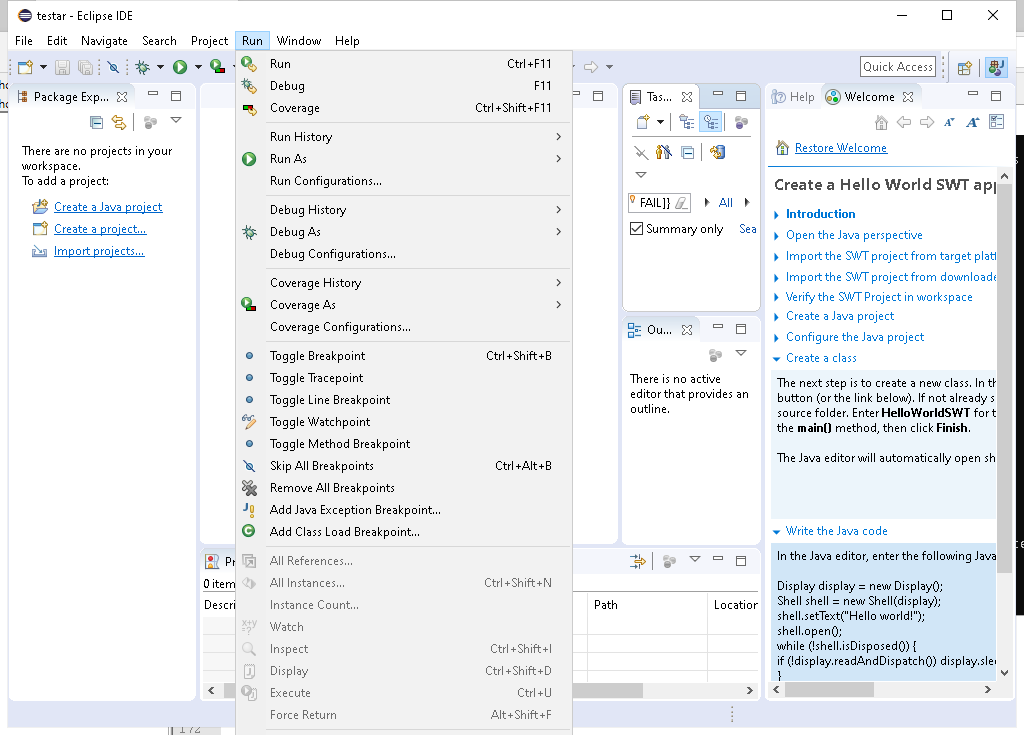 testar - Eclipse IDE
File Edit Navigate Search Project Run Window Help
Quick Access
Package Exp...
There are no projects in your
workspace.
To add a project:
Create a Java project
Create a project...
Import projects...
Run Ctrl+F11
Debug F11
Coverage Ctrl+Shift+F11
Run History
Run As
Run Configurations...
Debug History
Debug As
Debug Configurations...
Coverage History
Coverage As
Coverage Configurations...
Toggle Breakpoint Ctrl+Shift+B
Toggle Tracepoint
Toggle Line Breakpoint
Toggle Watchpoint
Toggle Method Breakpoint
Skip All Breakpoints Ctrl+Alt+B
Remove All Breakpoints
Add Java Exception Breakpoint...
Add Class Load Breakpoint...
All References...
All Instances... Ctrl+Shift+N
Instance Count...
Watch
Inspect Ctrl+Shift+I
Display Ctrl+Shift+D
Execute Ctrl+U
Force Return Alt+Shift+F
Pr
0 item
Descri
Path Location
Tas...
FAIL]} All
Summary only Sea
Ou...
There is no active
editor that provides an
outline.
Help Welcome
Restore Welcome
Create a Hello World SWT app
Introduction
Open the Java perspective
Import the SWT project from target platf
Import the SWT project from downloade
Verify the SWT Project in workspace
Create a Java project
Configure the Java project
Create a class
The next step is to create a new class. In th
button (or the link below). If not already s
source folder. Enter HelloWorldSWT for t
the main() method, then click Finish.
The Java editor will automatically open sh
Write the Java code
In the Java editor, enter the following Java
Display display = new Display();
Shell shell = new Shell(display);
shell.setText("Hello world!");
shell.open();
while (!shell.isDisposed()) {
if (!display.readAndDispatch()) display.slee
}